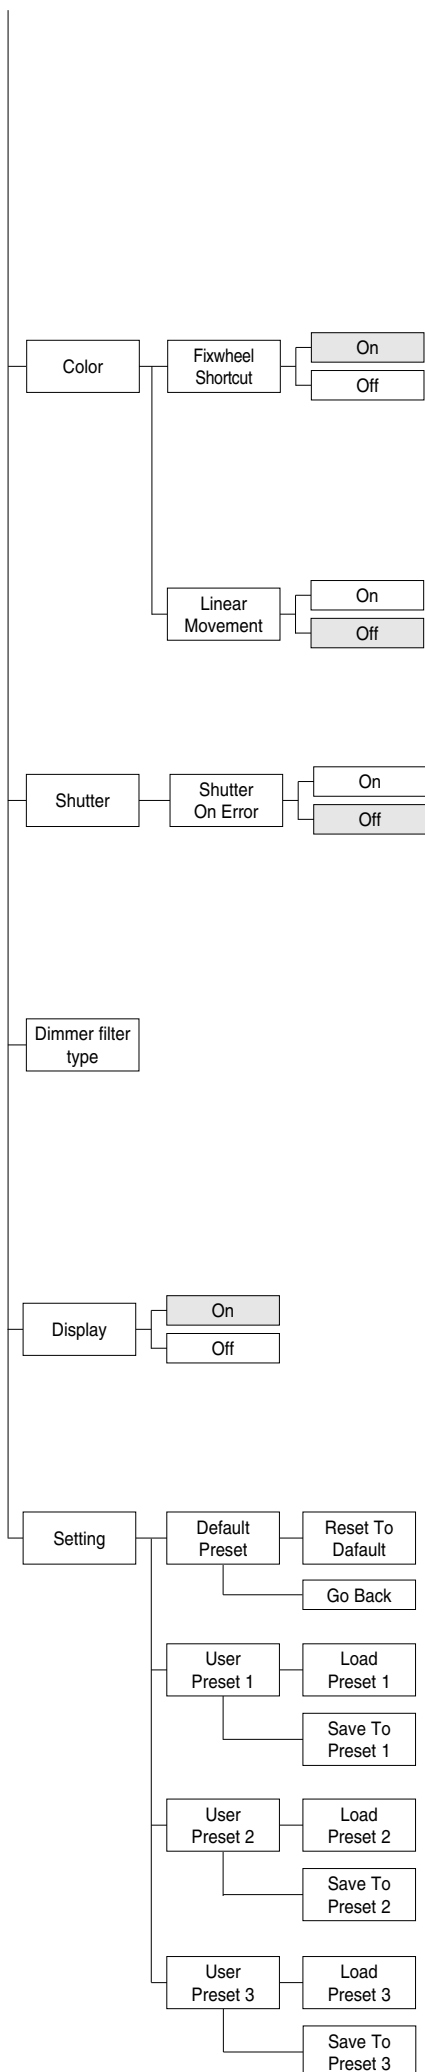 Color
Fixwheel
Shortcut
On
Off
Linear
Movement
On
Off
Shutter
Shutter
On Error
On
Off
Dimmer filter
type
Display
On
Off
Setting
Default
Preset
Reset To
Dafault
Go Back
User
Preset 1
Load
Preset 1
Save To
Preset 1
User
Preset 2
Load
Preset 2
Save To
Preset 2
User
Preset 3
Load
Preset 3
Save To
Preset 3